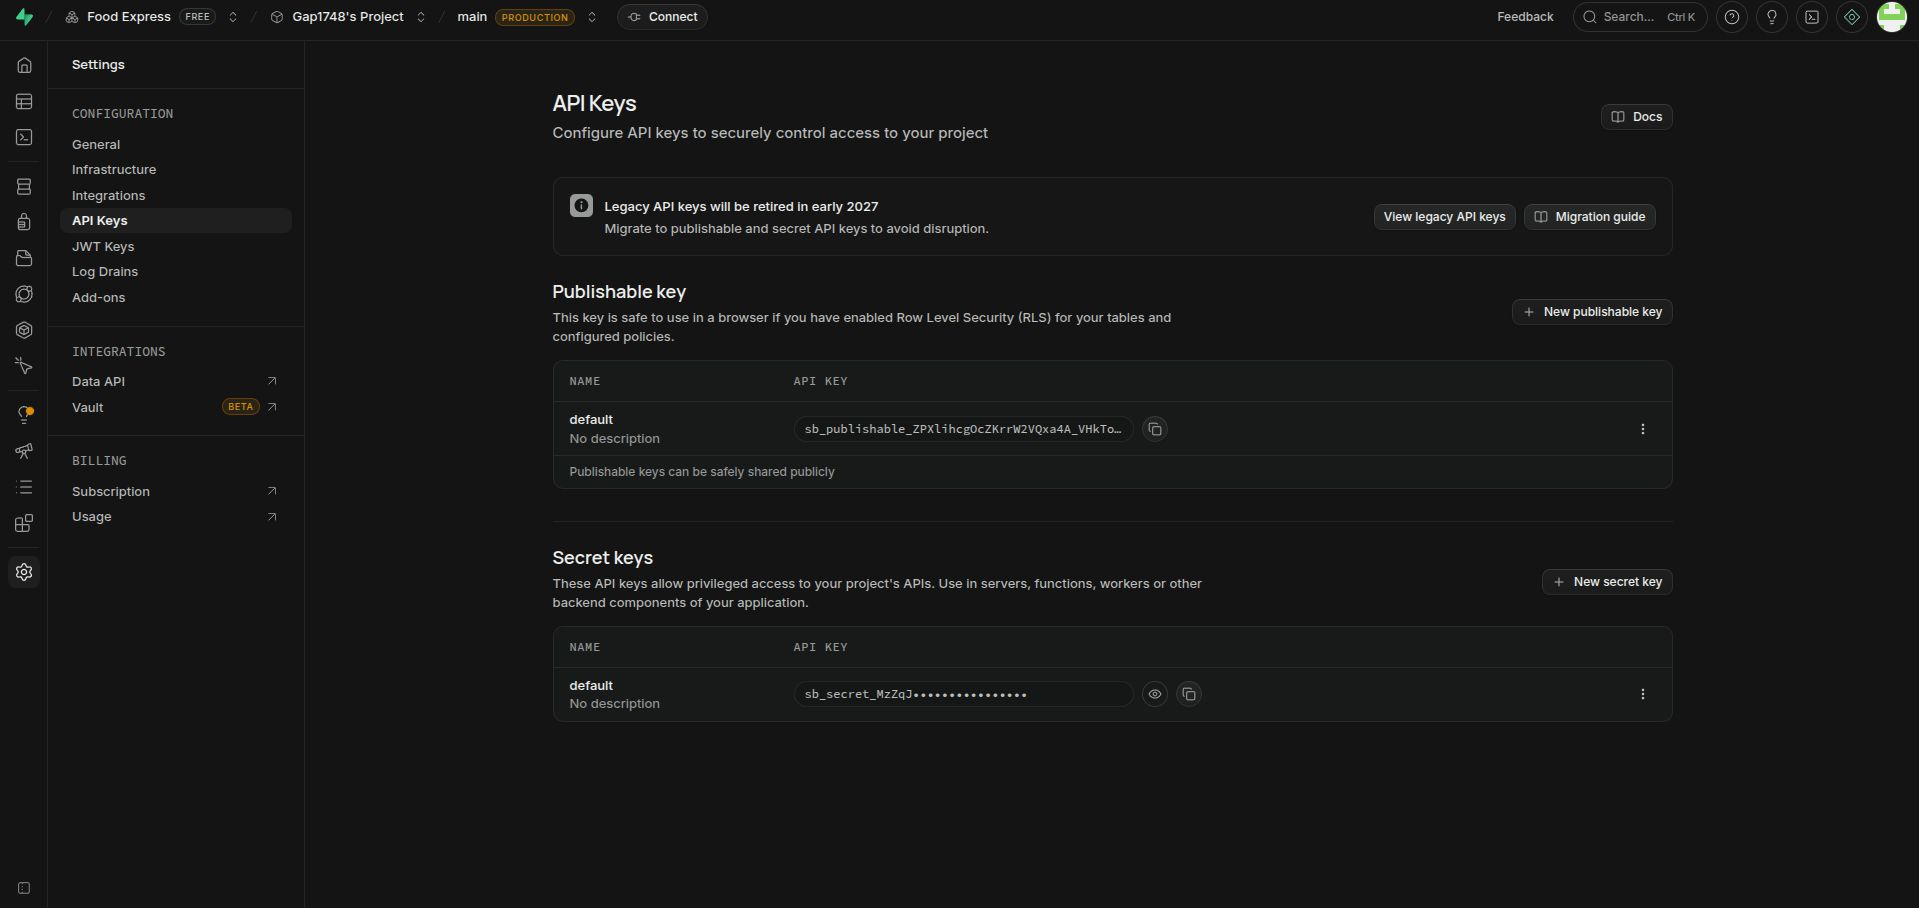 Food Express FREE Gap1748's Project main PRODUCTION Connect Feedback Search... Ctrl K
Settings
CONFIGURATION
General
Infrastructure
Integrations
API Keys
JWT Keys
Log Drains
Add-ons
INTEGRATIONS
Data API
Vault BETA
BILLING
Subscription
Usage
API Keys
Configure API keys to securely control access to your project
Docs
Legacy API keys will be retired in early 2027
Migrate to publishable and secret API keys to avoid disruption.
View legacy API keys Migration guide
Publishable key
This key is safe to use in a browser if you have enabled Row Level Security (RLS) for your tables and
configured policies.
New publishable key
NAME API KEY
default
No description
sb_publishable_ZPXlihcgOcZKrrW2VQxa4A_VHkTo…
Publishable keys can be safely shared publicly
Secret keys
These API keys allow privileged access to your project's APIs. Use in servers, functions, workers or other
backend components of your application.
New secret key
NAME API KEY
default
No description
sb_secret_MzZqJ••••••••••••••••